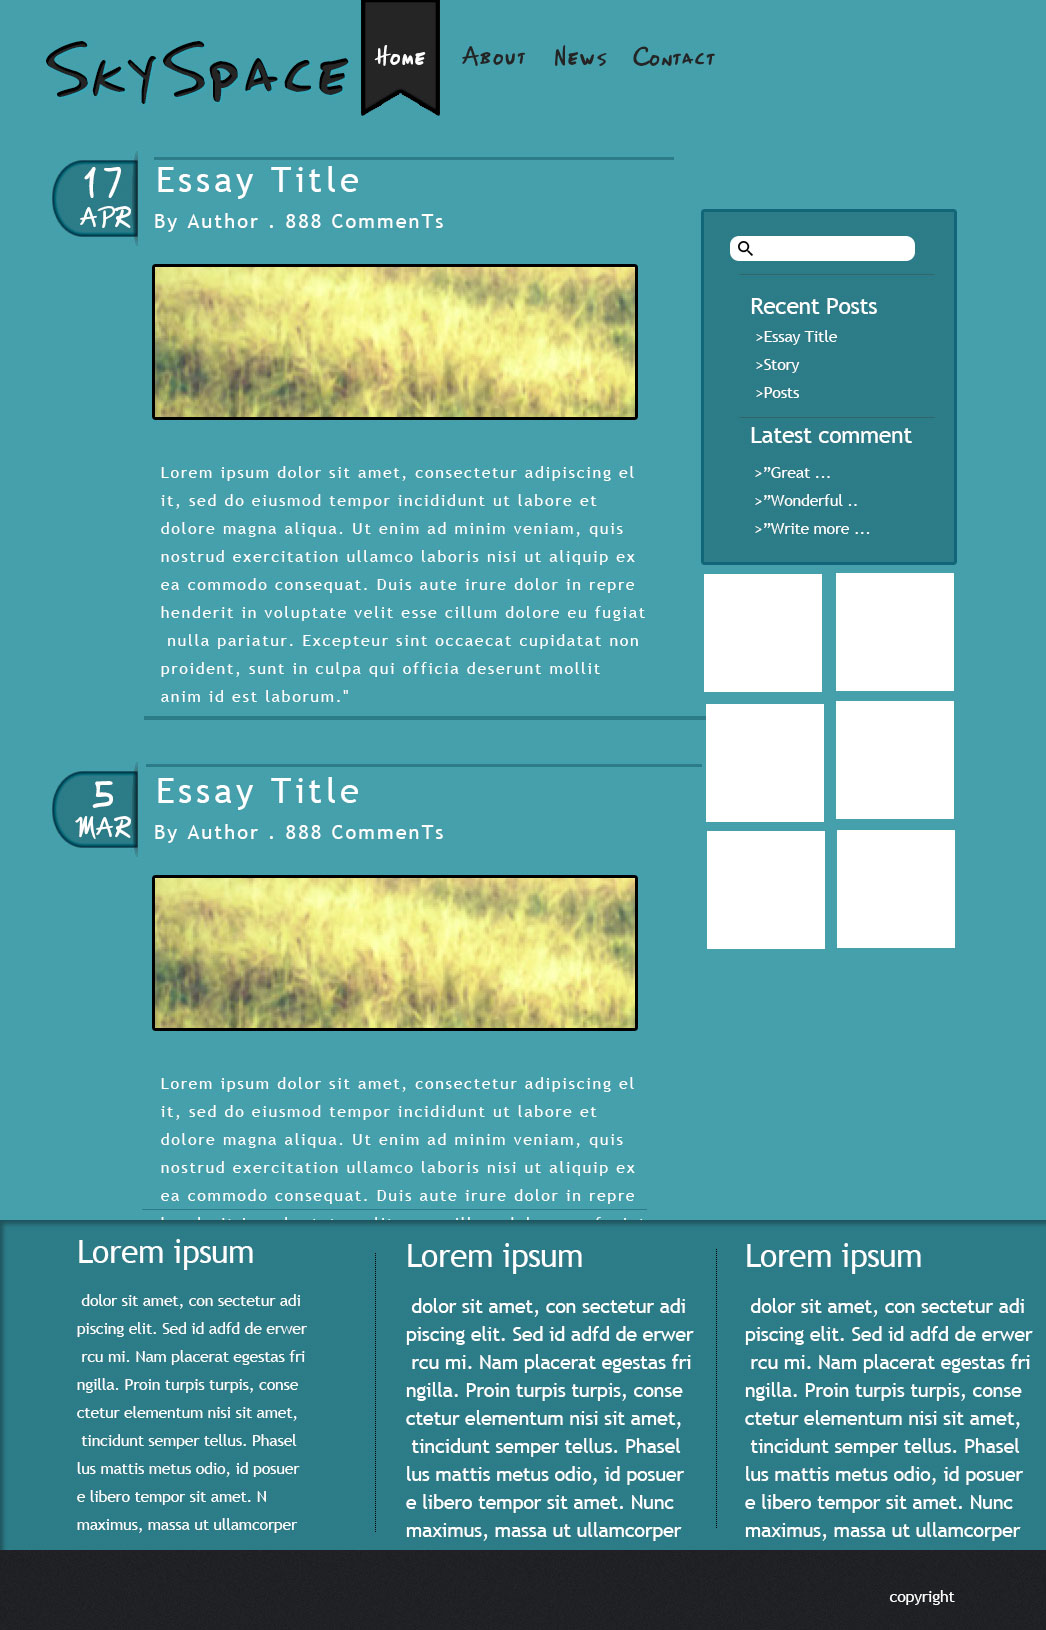 SkySpace
Home
About
News
Contact
17
APR
Essay Title
By Author . 888 CommenTs
Lorem ipsum dolor sit amet, consectetur adipiscing el
it, sed do eiusmod tempor incididunt ut labore et
dolore magna aliqua. Ut enim ad minim veniam, quis
nostrud exercitation ullamco laboris nisi ut aliquip ex
ea commodo consequat. Duis aute irure dolor in repre
henderit in voluptate velit esse cillum dolore eu fugiat
nulla pariatur. Excepteur sint occaecat cupidatat non
proident, sunt in culpa qui officia deserunt mollit
anim id est laborum."
Recent Posts
>Essay Title
>Story
>Posts
Latest comment
>”Great ...
>”Wonderful ..
>”Write more ...
5
MAR
Essay Title
By Author . 888 CommenTs
Lorem ipsum dolor sit amet, consectetur adipiscing el
it, sed do eiusmod tempor incididunt ut labore et
dolore magna aliqua. Ut enim ad minim veniam, quis
nostrud exercitation ullamco laboris nisi ut aliquip ex
ea commodo consequat. Duis aute irure dolor in repre
Lorem ipsum
dolor sit amet, con sectetur adi
piscing elit. Sed id adfd de erwer
rcu mi. Nam placerat egestas fri
ngilla. Proin turpis turpis, conse
ctetur elementum nisi sit amet,
tincidunt semper tellus. Phasel
lus mattis metus odio, id posuer
e libero tempor sit amet. N
maximus, massa ut ullamcorper
Lorem ipsum
dolor sit amet, con sectetur adi
piscing elit. Sed id adfd de erwer
rcu mi. Nam placerat egestas fri
ngilla. Proin turpis turpis, conse
ctetur elementum nisi sit amet,
tincidunt semper tellus. Phasel
lus mattis metus odio, id posuer
e libero tempor sit amet. Nunc
maximus, massa ut ullamcorper
Lorem ipsum
dolor sit amet, con sectetur adi
piscing elit. Sed id adfd de erwer
rcu mi. Nam placerat egestas fri
ngilla. Proin turpis turpis, conse
ctetur elementum nisi sit amet,
tincidunt semper tellus. Phasel
lus mattis metus odio, id posuer
e libero tempor sit amet. Nunc
maximus, massa ut ullamcorper
copyright